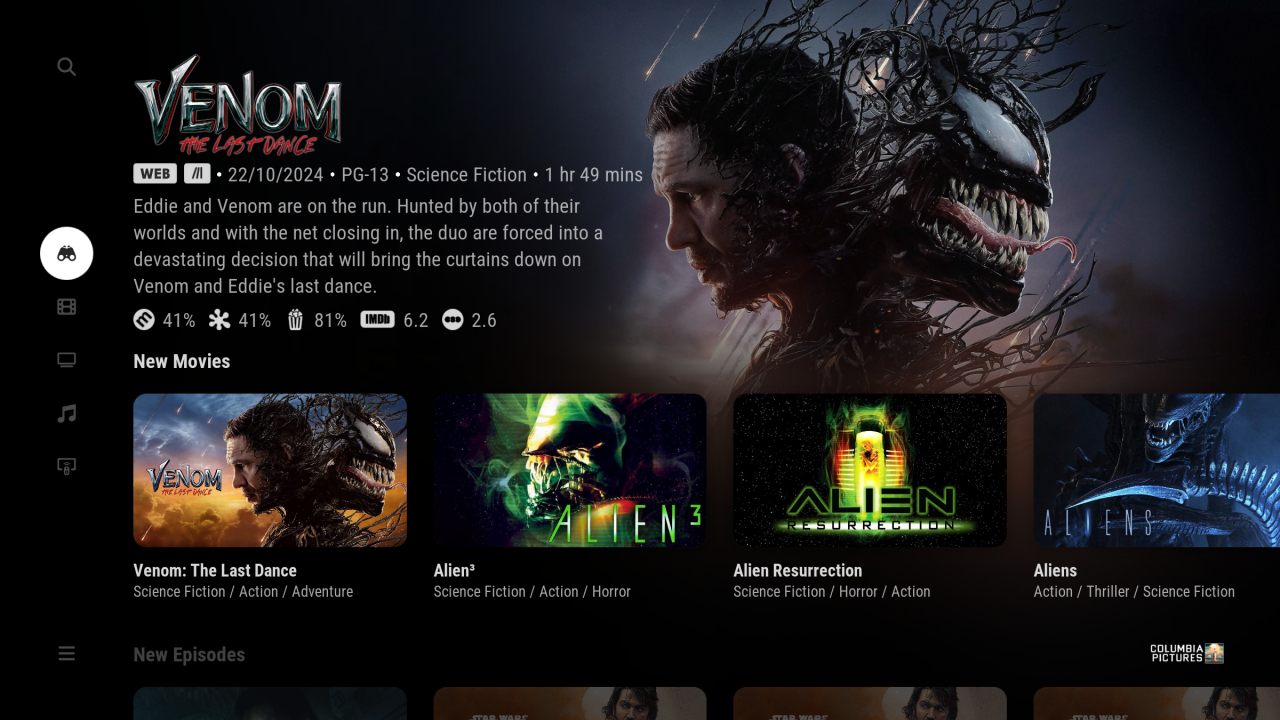 VENOM
THE LAST DANCE
WEB • 22/10/2024 • PG-13 • Science Fiction • 1 hr 49 mins
Eddie and Venom are on the run. Hunted by both of their
worlds and with the net closing in, the duo are forced into a
devastating decision that will bring the curtains down on
Venom and Eddie's last dance.
41% 41% 81% IMDb 6.2 2.6
New Movies
VENOM
THE LAST DANCE
ALIEN³
ALIEN
RESURRECTION
ALIENS
Venom: The Last Dance
Science Fiction / Action / Adventure
Alien³
Science Fiction / Action / Horror
Alien Resurrection
Science Fiction / Horror / Action
Aliens
Action / Thriller / Science Fiction
New Episodes
COLUMBIA
PICTURES
STAR WARS
STAR WARS
STAR WARS